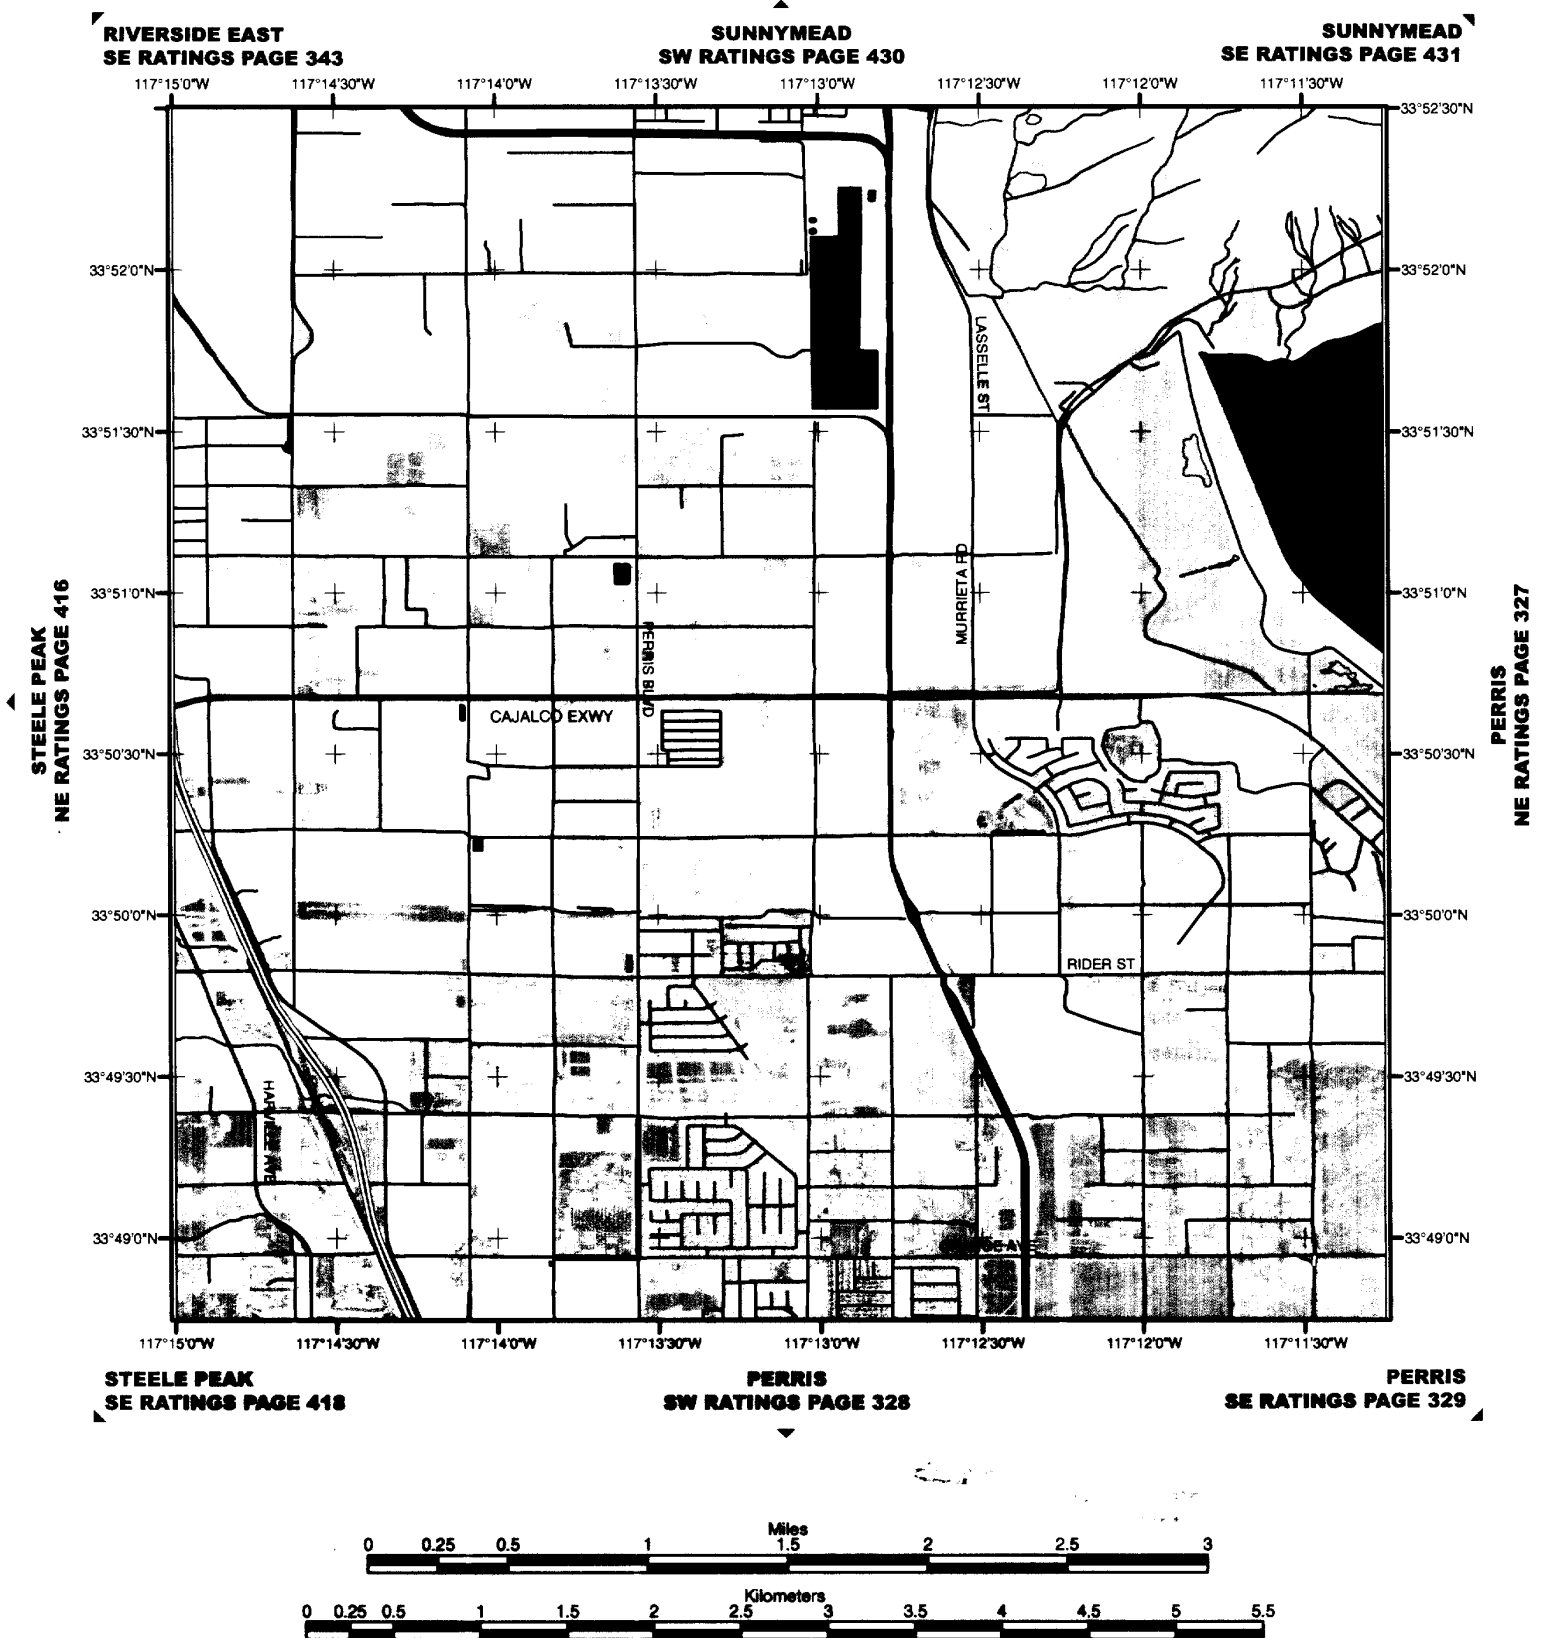 RIVERSIDE EAST
SE RATINGS PAGE 343
SUNNYMEAD
SW RATINGS PAGE 430
SUNNYMEAD
SE RATINGS PAGE 431
117°15'0"W 117°14'30"W 117°14'0"W 117°13'30"W 117°13'0"W 117°12'30"W 117°12'0"W 117°11'30"W
33°52'30"N
33°52'0"N 33°52'0"N
LASSELLE ST
33°51'30"N 33°51'30"N
MURRIETA RD
33°51'0"N 33°51'0"N
STEELE PEAK
NE RATINGS PAGE 416
PERRIS
NE RATINGS PAGE 327
PERRIS BLVD
CAJALCO EXWY
33°50'30"N 33°50'30"N
33°50'0"N 33°50'0"N
RIDER ST
33°49'30"N 33°49'30"N
HARVILLE AVE
33°49'0"N 33°49'0"N
AVE
117°15'0"W 117°14'30"W 117°14'0"W 117°13'30"W 117°13'0"W 117°12'30"W 117°12'0"W 117°11'30"W
STEELE PEAK
SE RATINGS PAGE 418
PERRIS
SW RATINGS PAGE 328
PERRIS
SE RATINGS PAGE 329
Miles
0 0.25 0.5 1 1.5 2 2.5 3
Kilometers
0 0.25 0.5 1 1.5 2 2.5 3 3.5 4 4.5 5 5.5